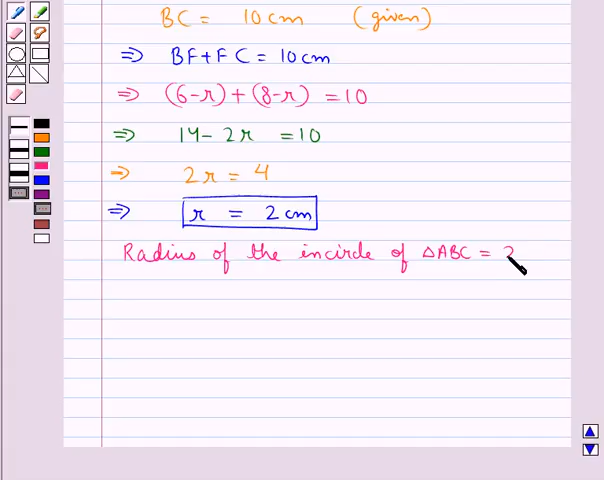 BC = 10 cm (given)
⇒ BF + FC = 10 cm
⇒ (6-r) + (8-r) = 10
⇒ 14 - 2r = 10
⇒ 2r = 4
⇒ r = 2 cm
Radius of the incircle of △ABC = 2